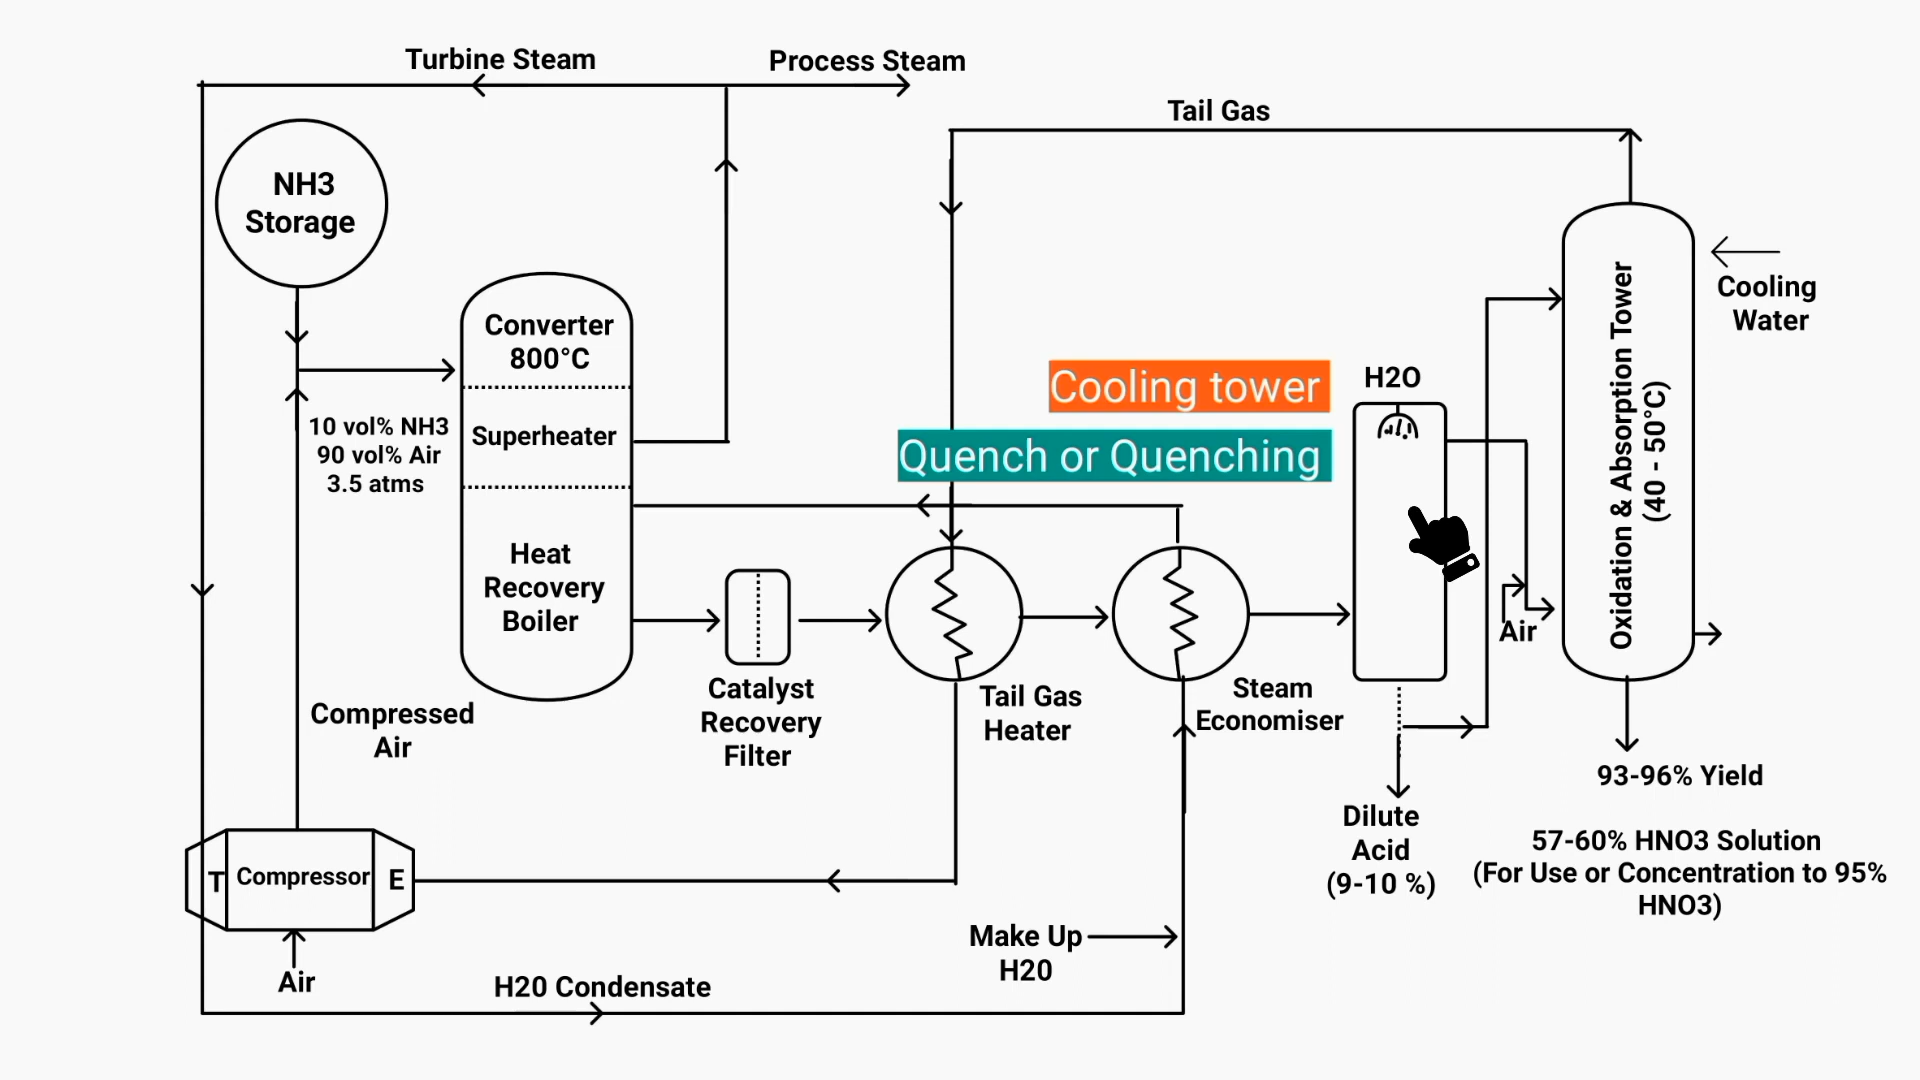 Turbine Steam
Process Steam
Tail Gas
NH3
Storage
Cooling
Water
Converter
800°C
Cooling tower
H2O
10 vol% NH3
90 vol% Air
3.5 atms
Superheater
Quench or Quenching
Oxidation & Absorption Tower
(40 - 50°C)
Heat
Recovery
Boiler
Air
Catalyst
Recovery
Filter
Tail Gas
Heater
Steam
Economiser
Compressed
Air
93-96% Yield
Dilute
Acid
(9-10 %)
57-60% HNO3 Solution
(For Use or Concentration to 95%
HNO3)
T
Compressor
E
Make Up
H20
Air
H20 Condensate